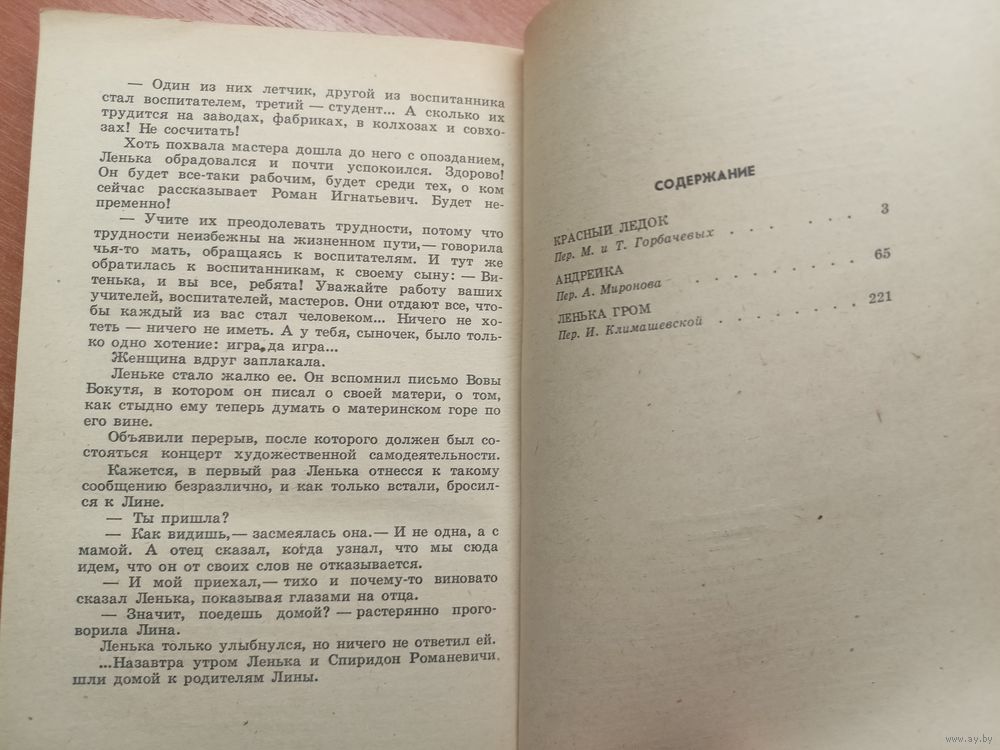 — Один из них летчик, другой из воспитанника
стал воспитателем, третий — студент... А сколько их
трудится на заводах, фабриках, в колхозах и совхо-
зах! Не сосчитать!
Хоть похвала мастера дошла до него с опозданием,
Ленька обрадовался и почти успокоился. Здорово!
Он будет все-таки рабочим, будет среди тех, о ком
сейчас рассказывает Роман Игнатьевич. Будет не-
пременно!
— Учите их преодолевать трудности, потому что
трудности неизбежны на жизненном пути,— говорила
чья-то мать, обращаясь к воспитателям. И тут же
обратилась к воспитанникам, к своему сыну: — Ви-
тенька, и вы все, ребята! Уважайте работу ваших
учителей, воспитателей, мастеров. Они отдают все, что-
бы каждый из вас стал человеком... Ничего не хо-
теть — ничего не иметь. А у тебя, сыночек, было толь-
ко одно хотение: игра да игра...
Женщина вдруг заплакала.
Леньке стало жалко ее. Он вспомнил письмо Вовы
Бокутя, в котором он писал о своей матери, о том,
как стыдно ему теперь думать о материнском горе по
его вине.
Объявили перерыв, после которого должен был со-
стояться концерт художественной самодеятельности.
Кажется, в первый раз Ленька отнесся к такому
сообщению безразлично, и как только встали, бросил-
ся к Лине.
— Ты пришла?
— Как видишь,— засмеялась она.— И не одна, а с
мамой. А отец сказал, когда узнал, что мы сюда
идем, что он от своих слов не отказывается.
— И мой приехал,— тихо и почему-то виновато
сказал Ленька, показывая глазами на отца.
— Значит, поедешь домой? — растерянно прого-
ворила Лина.
Ленька только улыбнулся, но ничего не ответил ей.
...Назавтра утром Ленька и Спиридон Романевичи
шли домой к родителям Лины.
СОДЕРЖАНИЕ
КРАСНЫЙ ЛЕДОК
Пер. М. и Т. Горбачевых . . . . . . . 3
АНДРЕЙКА
Пер. А. Миронова . . . . . . . . 65
ЛЕНЬКА ГРОМ
Пер. И. Климашевской . . . . . . . 221
www.ay.by